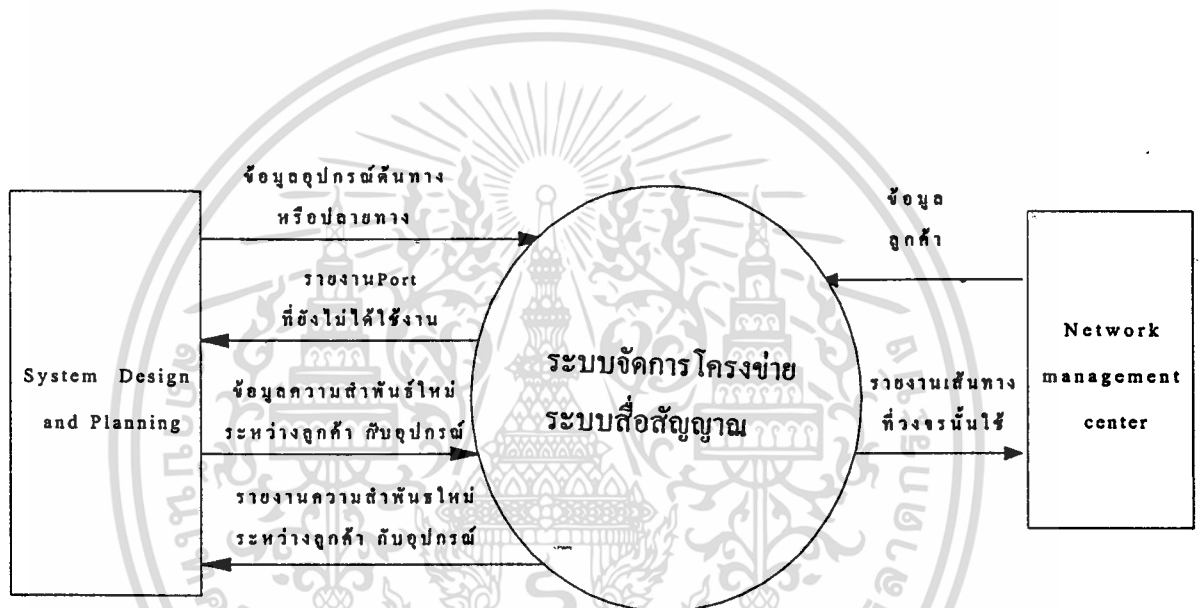 ข้อมูลอุปกรณ์ต้นทาง
หรือปลายทาง
รายงานPort
ที่ยังไม่ได้ใช้งาน
System Design
and Planning
ข้อมูลความสำพันธ์ใหม่
ระหว่างลูกค้า กับอุปกรณ์
รายงานความสำพันธใหม่
ระหว่างลูกค้า กับอุปกรณ์
ระบบจัดการโครงข่าย
ระบบสื่อสัญญาณ
ข้อมูล
ลูกค้า
รายงานเส้นทาง
ที่วงจรนั้นใช้
Network
management
center